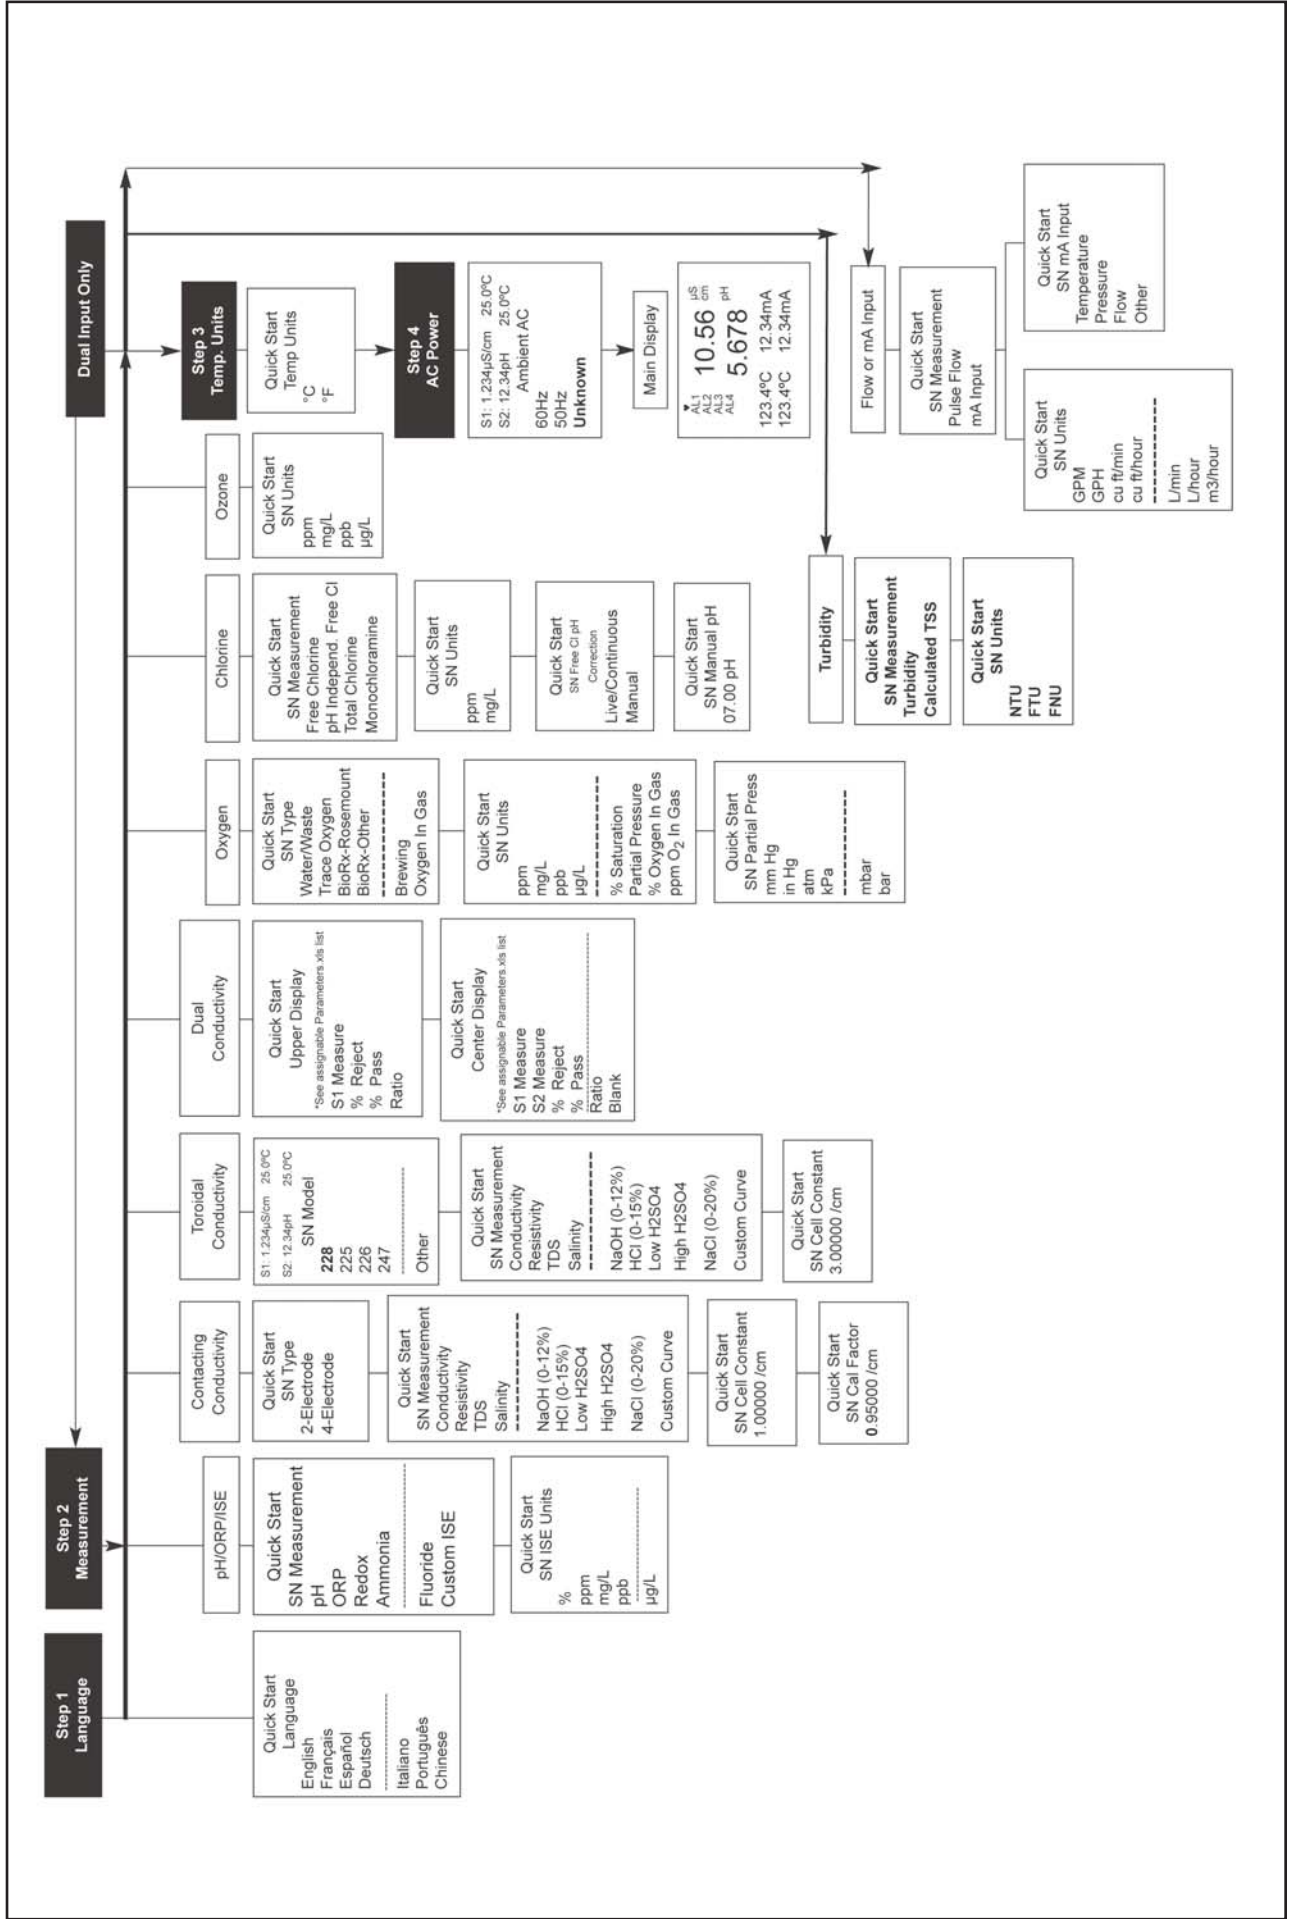 Step 1
Language
Quick Start
Language
English
Français
Español
Deutsch
Italiano
Português
Chinese
Step 2
Measurement
pH/ORP/ISE
Quick Start
SN Measurement
pH
ORP
Redox
Ammonia
Fluoride
Custom ISE
Quick Start
SN ISE Units
%
ppm
mg/L
ppb
µg/L
Contacting
Conductivity
Quick Start
SN Type
2-Electrode
4-Electrode
Quick Start
SN Measurement
Conductivity
Resistivity
TDS
Salinity
NaOH (0-12%)
HCl (0-15%)
Low H2SO4
High H2SO4
NaCl (0-20%)
Custom Curve
Quick Start
SN Cell Constant
1.00000 /cm
Quick Start
SN Cal Factor
0.95000 /cm
Toroidal
Conductivity
S1: 1.234µS/cm 25.0ºC
S2: 12.34pH 25.0ºC
SN Model
228
225
226
247
Other
Quick Start
SN Measurement
Conductivity
Resistivity
TDS
Salinity
NaOH (0-12%)
HCl (0-15%)
Low H2SO4
High H2SO4
NaCl (0-20%)
Custom Curve
Quick Start
SN Cell Constant
3.00000 /cm
Dual
Conductivity
Quick Start
Upper Display
*See assignable Parameters.xls list
S1 Measure
% Reject
% Pass
Ratio
Quick Start
Center Display
*See assignable Parameters.xls list
S1 Measure
S2 Measure
% Reject
% Pass
Ratio
Blank
Oxygen
Quick Start
SN Type
Water/Waste
Trace Oxygen
BioRx-Rosemount
BioRx-Other
Brewing
Oxygen In Gas
Quick Start
SN Units
ppm
mg/L
ppb
µg/L
% Saturation
Partial Pressure
% Oxygen In Gas
ppm O2 In Gas
Quick Start
SN Partial Press
mm Hg
in Hg
atm
kPa
mbar
bar
Chlorine
Quick Start
SN Measurement
Free Chlorine
pH Independ. Free Cl
Total Chlorine
Monochloramine
Quick Start
SN Units
ppm
mg/L
Quick Start
SN Free Cl pH
Correction
Live/Continuous
Manual
Quick Start
SN Manual pH
07.00 pH
Ozone
Quick Start
SN Units
ppm
mg/L
ppb
µg/L
Dual Input Only
Step 3
Temp. Units
Quick Start
Temp Units
°C
°F
Step 4
AC Power
S1: 1.234µS/cm 25.0ºC
S2: 12.34pH 25.0ºC
Ambient AC
60Hz
50Hz
Unknown
Main Display
AL1
AL2
AL3
AL4
10.56 µS
cm
5.678 pH
123.4ºC 12.34mA
123.4ºC 12.34mA
Turbidity
Quick Start
SN Measurement
Turbidity
Calculated TSS
Quick Start
SN Units
NTU
FTU
FNU
Flow or mA Input
Quick Start
SN Measurement
Pulse Flow
mA Input
Quick Start
SN Units
GPM
GPH
cu ft/min
cu ft/hour
L/min
L/hour
m3/hour
Quick Start
SN mA Input
Temperature
Pressure
Flow
Other